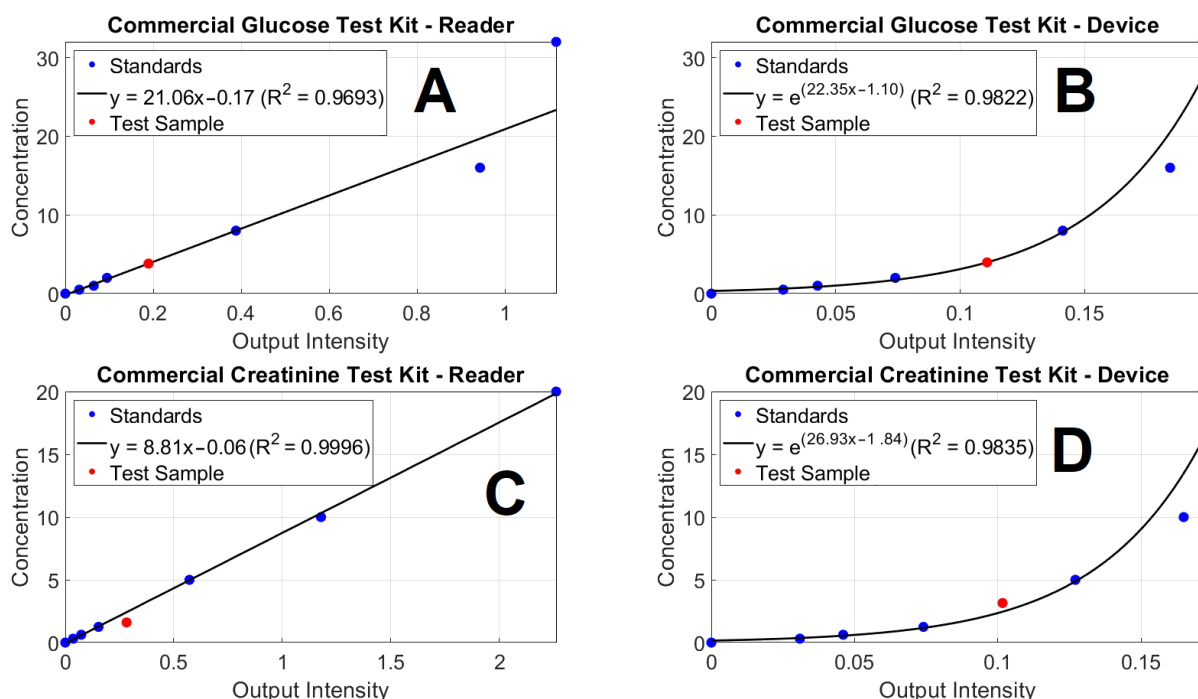 Commercial Glucose Test Kit - Reader
30
20
10
0
Concentration
Standards
y = 21.06x−0.17 (R² = 0.9693)
Test Sample
A
0 0.2 0.4 0.6 0.8 1
Output Intensity
Commercial Glucose Test Kit - Device
30
20
10
0
Concentration
Standards
y = e^(22.35x−1.10) (R² = 0.9822)
Test Sample
B
0 0.05 0.1 0.15
Output Intensity
Commercial Creatinine Test Kit - Reader
20
15
10
5
0
Concentration
Standards
y = 8.81x−0.06 (R² = 0.9996)
Test Sample
C
0 0.5 1 1.5 2
Output Intensity
Commercial Creatinine Test Kit - Device
20
15
10
5
0
Concentration
Standards
y = e^(26.93x−1.84) (R² = 0.9835)
Test Sample
D
0 0.05 0.1 0.15
Output Intensity